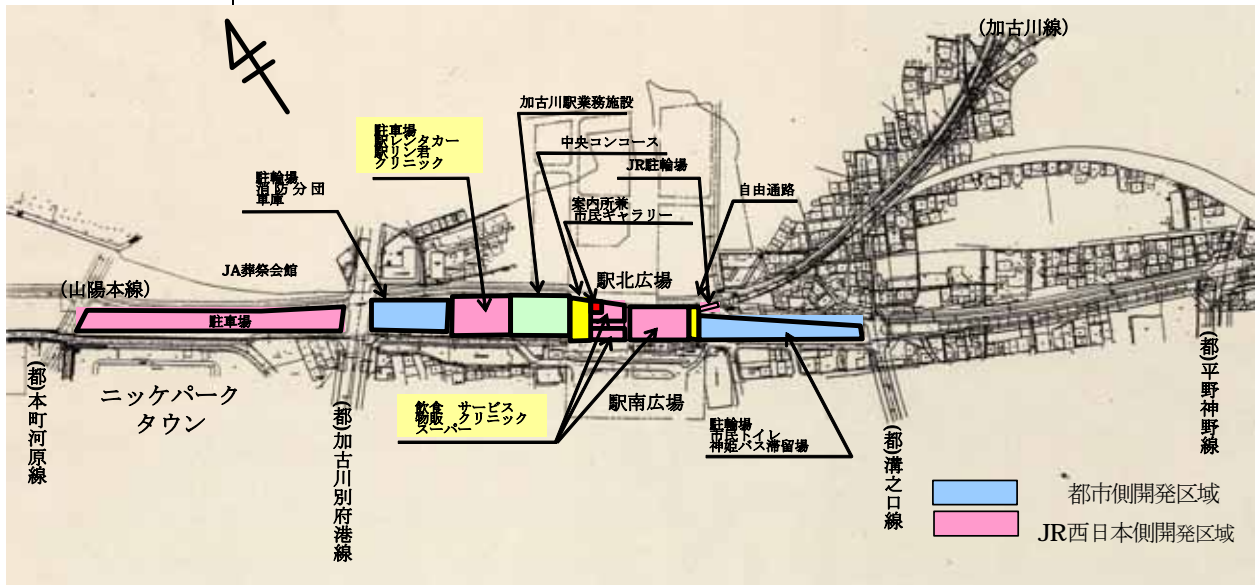 (加古川線)
加古川駅業務施設
駐車場
駅レンタカー
駅リン君
クリニック
中央コンコース
JR駐輪場
駐輪場
消防分団
車庫
自由通路
案内所兼
市民ギャラリー
JA葬祭会館
駅北広場
(山陽本線)
駐車場
(都)本町河原線
ニッケパーク
タウン
(都)加古川別府港線
飲食 サービス
物販 クリニック
スーパー
駅南広場
駐輪場
市民トイレ
神姫バス滞留場
(都)溝之口線
(都)平野神野線
都市側開発区域
JR西日本側開発区域